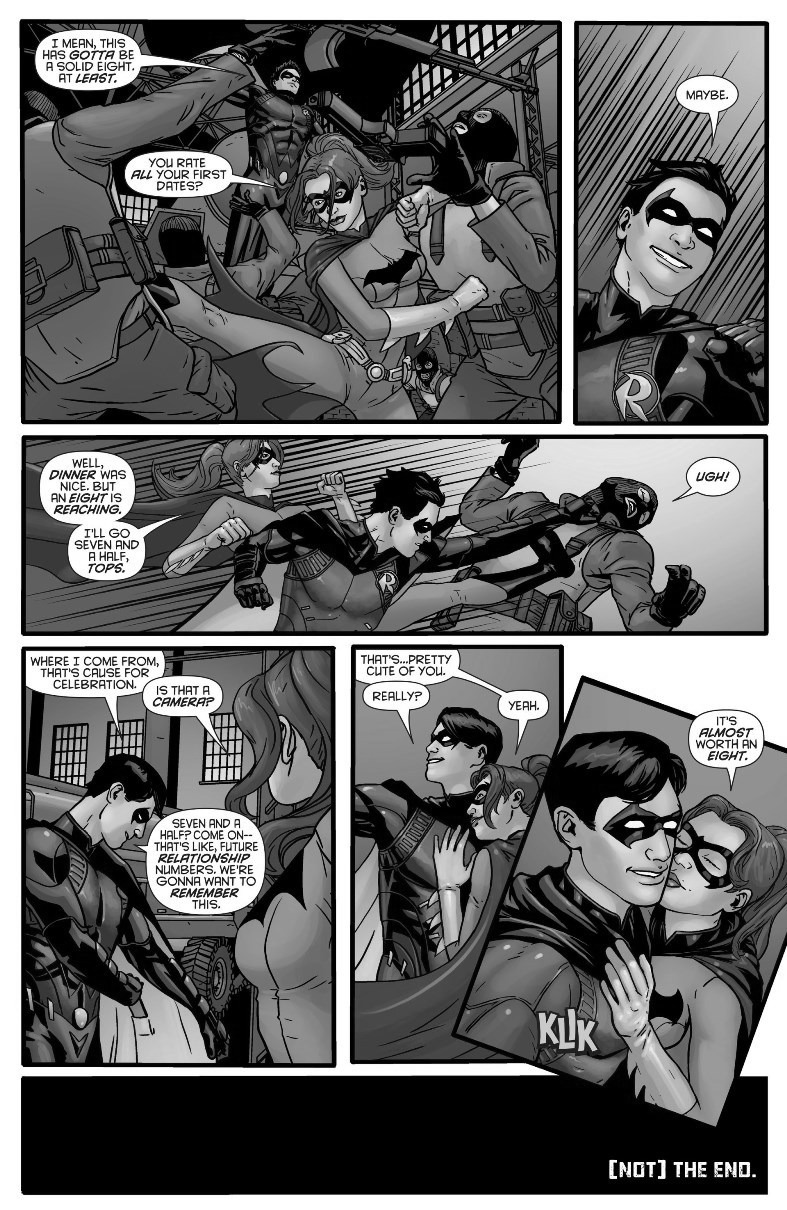 I MEAN, THIS
HAS GOTTA BE
A SOLID EIGHT.
AT LEAST.
YOU RATE
ALL YOUR FIRST
DATES?
MAYBE.
R
WELL,
DINNER WAS
NICE. BUT
AN EIGHT IS
REACHING.
I'LL GO
SEVEN AND
A HALF,
TOPS.
UGH!
R
WHERE I COME FROM,
THAT'S CAUSE FOR
CELEBRATION.
IS THAT A
CAMERA?
SEVEN AND A
HALF? COME ON--
THAT'S LIKE, FUTURE
RELATIONSHIP
NUMBERS. WE'RE
GONNA WANT TO
REMEMBER
THIS.
THAT'S...PRETTY
CUTE OF YOU.
REALLY?
YEAH.
IT'S
ALMOST
WORTH AN
EIGHT.
KLIK
[NOT] THE END.